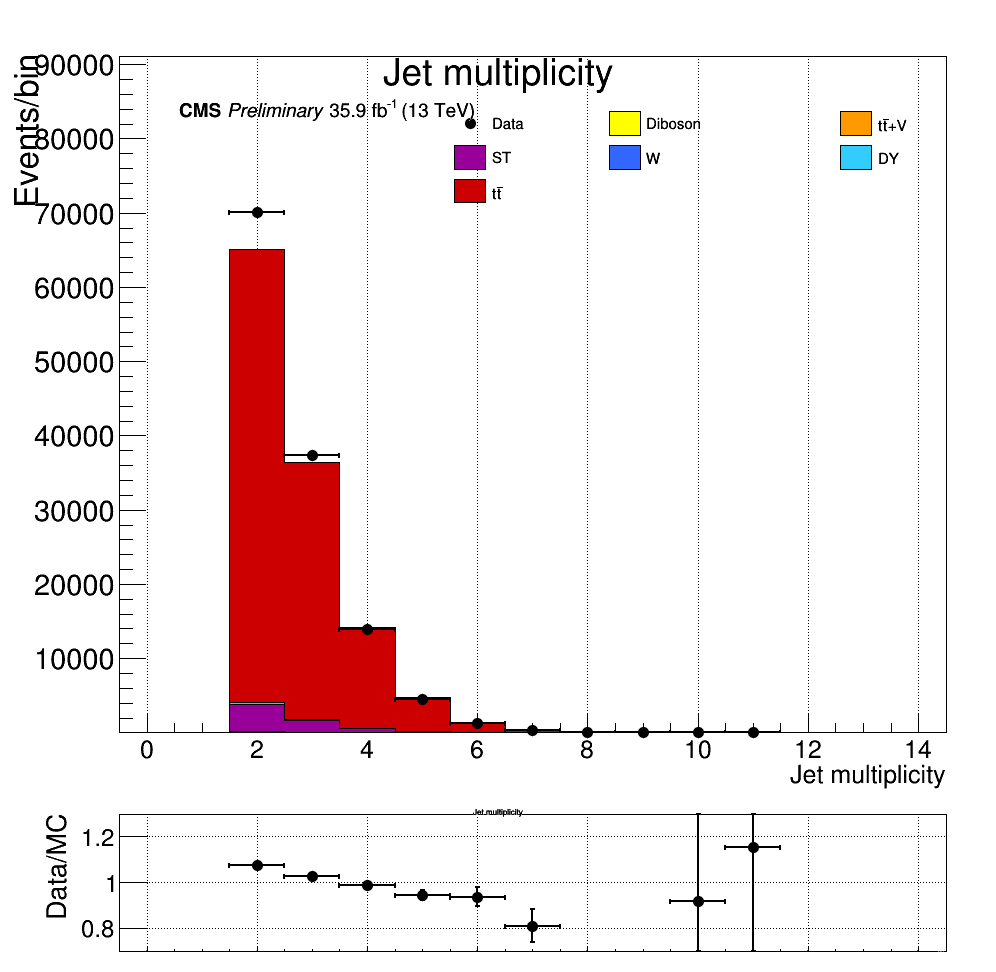 Jet multiplicity
CMS Preliminary 35.9 fb⁻¹ (13 TeV)
Events/bin
Data
Diboson
tt̄+V
ST
W
DY
tt̄
90000
80000
70000
60000
50000
40000
30000
20000
10000
0 2 4 6 8 10 12 14
Jet multiplicity
Jet multiplicity
Data/MC
1.2
1
0.8